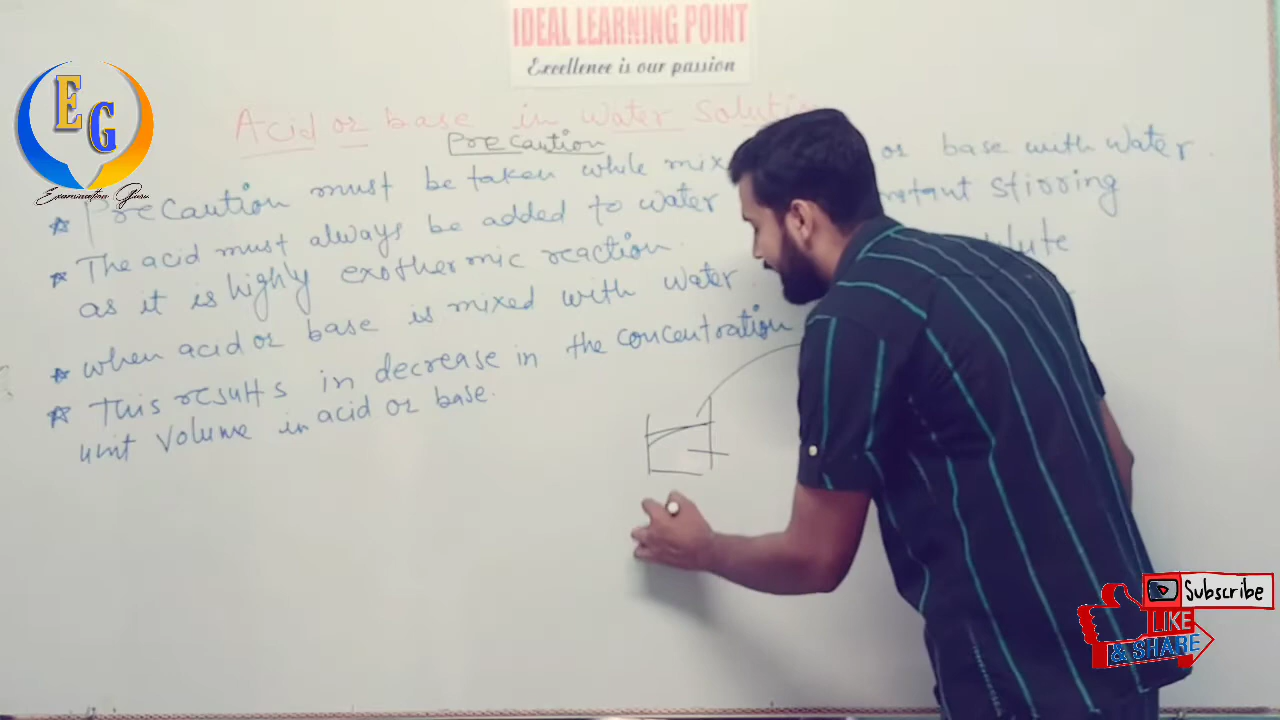 IDEAL LEARNING POINT
Excellence is our passion
EG
Examination Guru
Acid or base in water
Precaution
* Precaution must be taken while or base with water.
* The acid must always be added to water stirring
as it is highly exothermic reaction.
* when acid or base is mixed with water
* This results in decrease in the concentration
unit volume in acid or base.
Subscribe
LIKE
& SHARE